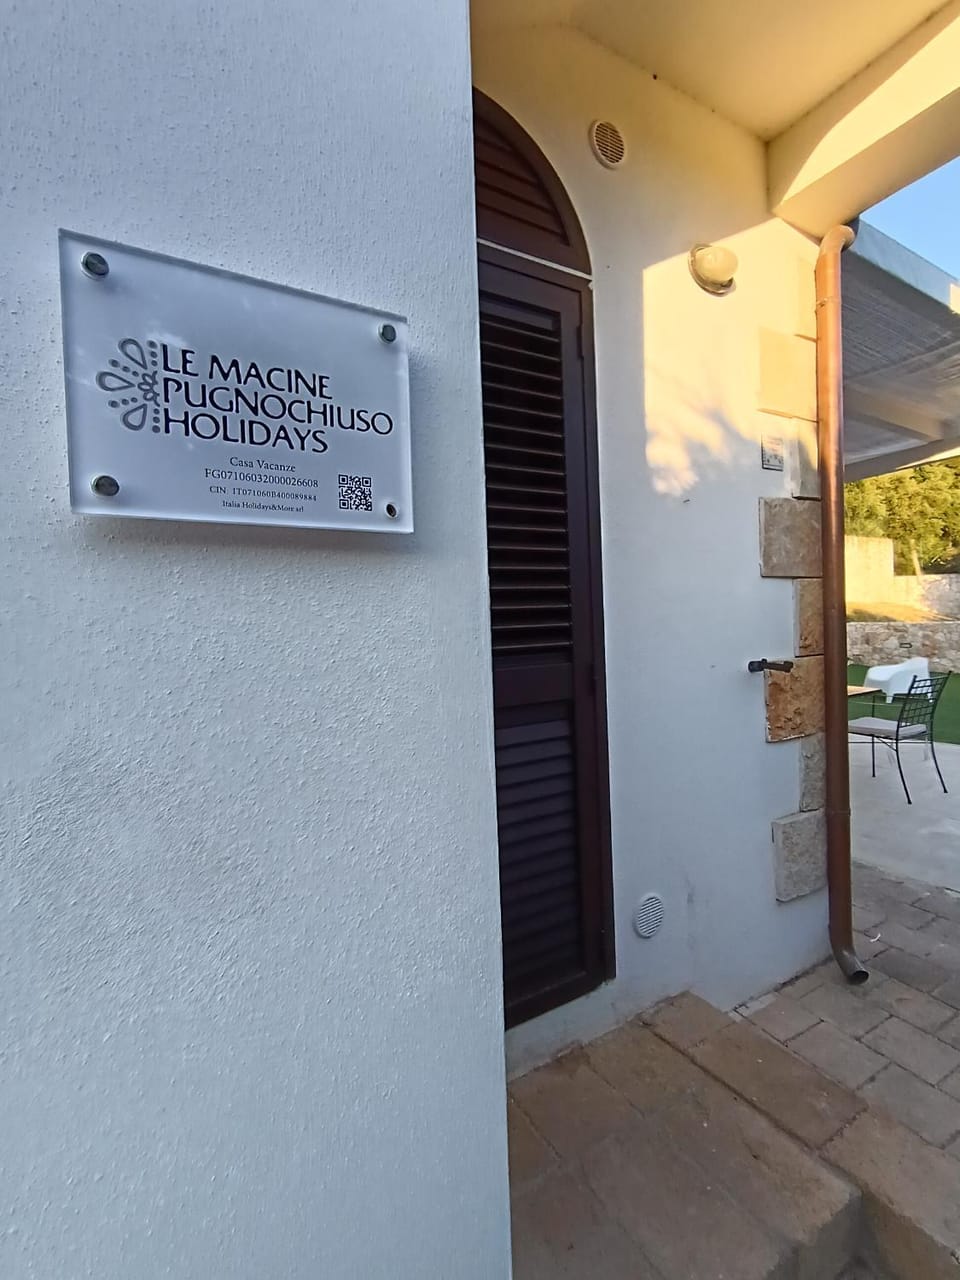 LE MACINE
PUGNOCHIUSO
HOLIDAYS
Casa Vacanze
FG07106032000026608
CIN: IT071060B400089884
Italia Holidays&More srl